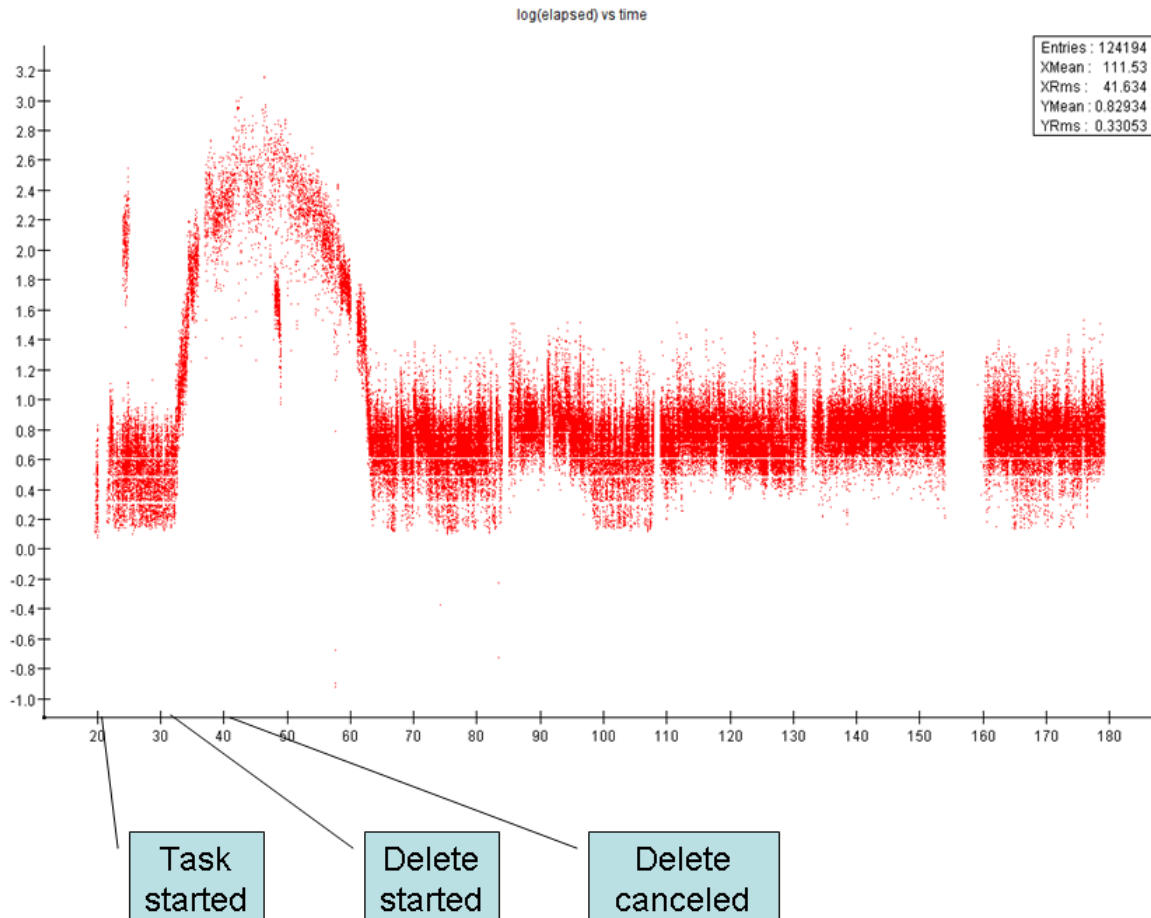 log(elapsed) vs time
Entries : 124194
XMean : 111.53
XRms : 41.634
YMean : 0.82934
YRms : 0.33053
3.2
3.0
2.8
2.6
2.4
2.2
2.0
1.8
1.6
1.4
1.2
1.0
0.8
0.6
0.4
0.2
0.0
-0.2
-0.4
-0.6
-0.8
-1.0
20 30 40 50 60 70 80 90 100 110 120 130 140 150 160 170 180
Task
started
Delete
started
Delete
canceled